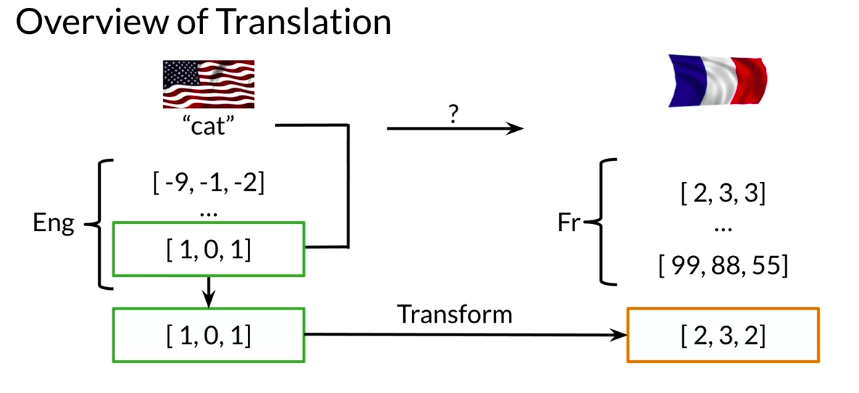 Overview of Translation
“cat”
?
Eng
[ -9, -1, -2]
...
[ 1, 0, 1]
Fr
[ 2, 3, 3]
...
[ 99, 88, 55]
[ 1, 0, 1]
Transform
[ 2, 3, 2]